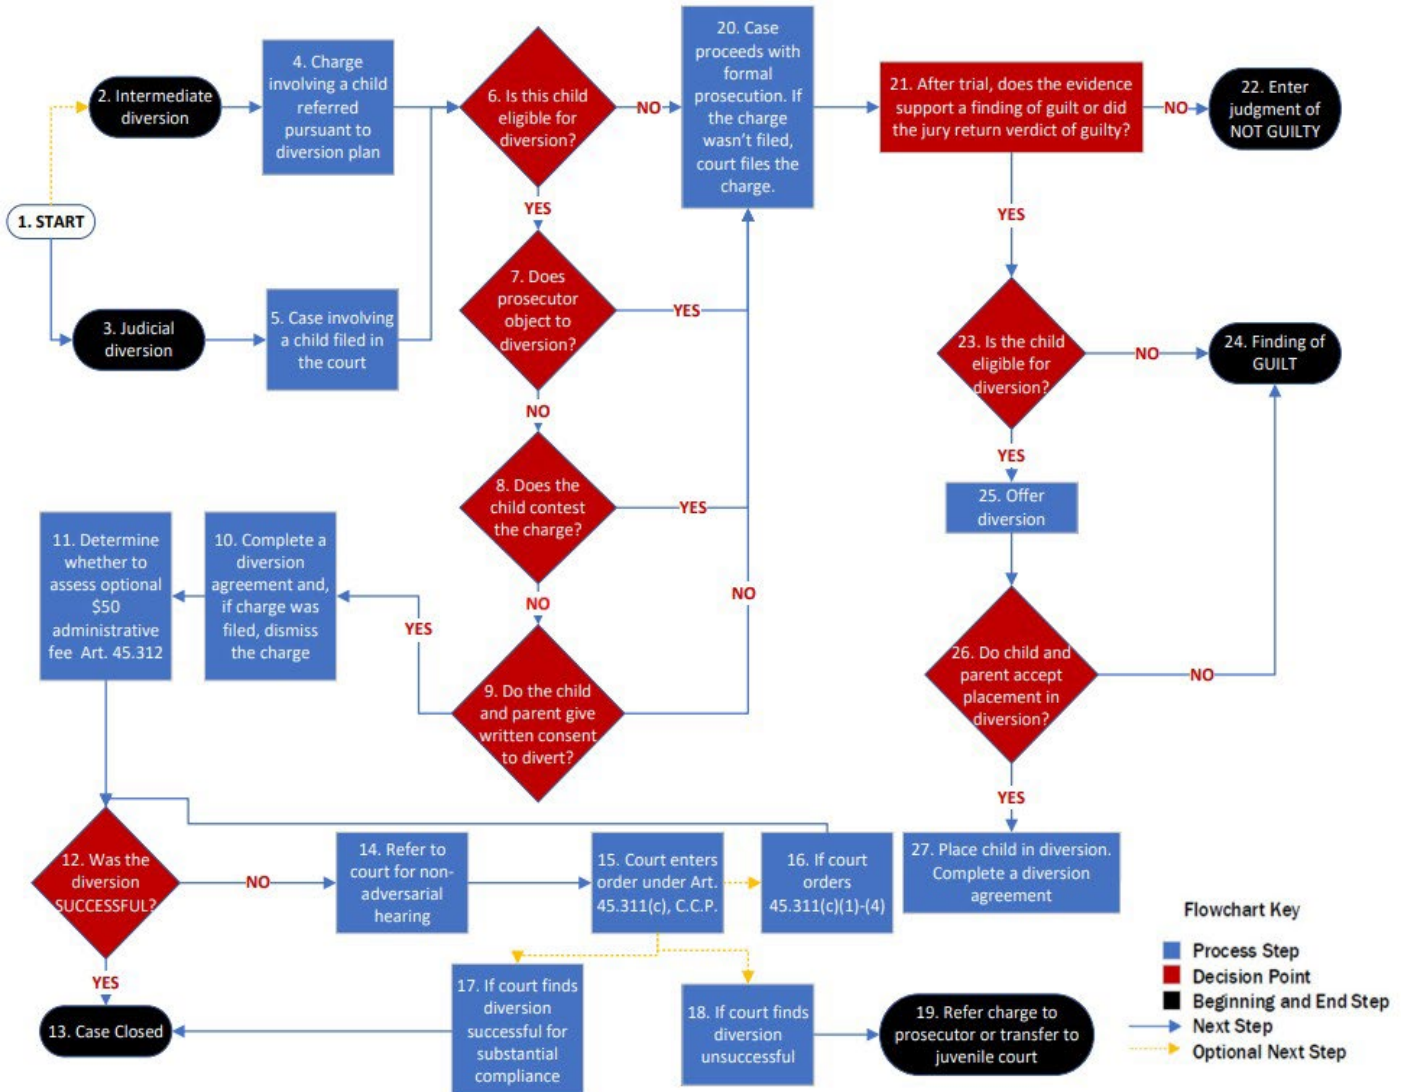 1. START
2. Intermediate
diversion
3. Judicial
diversion
4. Charge
involving a child
referred
pursuant to
diversion plan
5. Case involving
a child filed in
the court
6. Is this child
eligible for
diversion?
NO
YES
7. Does
prosecutor
object to
diversion?
YES
NO
8. Does the
child contest
the charge?
YES
NO
9. Do the child
and parent give
written consent
to divert?
YES
NO
10. Complete a
diversion
agreement and,
if charge was
filed, dismiss
the charge
11. Determine
whether to
assess optional
$50
administrative
fee Art. 45.312
12. Was the
diversion
SUCCESSFUL?
NO
YES
13. Case Closed
14. Refer to
court for non-
adversarial
hearing
15. Court enters
order under Art.
45.311(c), C.C.P.
16. If court
orders
45.311(c)(1)-(4)
17. If court finds
diversion
successful for
substantial
compliance
18. If court finds
diversion
unsuccessful
19. Refer charge to
prosecutor or transfer to
juvenile court
20. Case
proceeds with
formal
prosecution. If
the charge
wasn't filed,
court files the
charge.
21. After trial, does the evidence
support a finding of guilt or did
the jury return verdict of guilty?
NO
YES
22. Enter
judgment of
NOT GUILTY
23. Is the child
eligible for
diversion?
NO
YES
24. Finding of
GUILT
25. Offer
diversion
26. Do child and
parent accept
placement in
diversion?
NO
YES
27. Place child in diversion.
Complete a diversion
agreement
Flowchart Key
Process Step
Decision Point
Beginning and End Step
Next Step
Optional Next Step